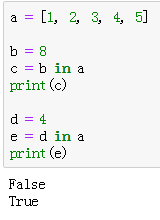 a = [1, 2, 3, 4, 5]
b = 8
c = b in a
print(c)
d = 4
e = d in a
print(e)
False
True